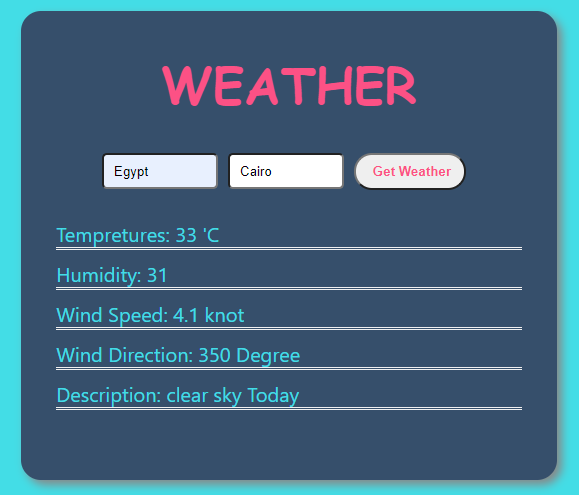 WEATHER
Egypt Cairo Get Weather
Tempretures: 33 'C
Humidity: 31
Wind Speed: 4.1 knot
Wind Direction: 350 Degree
Description: clear sky Today